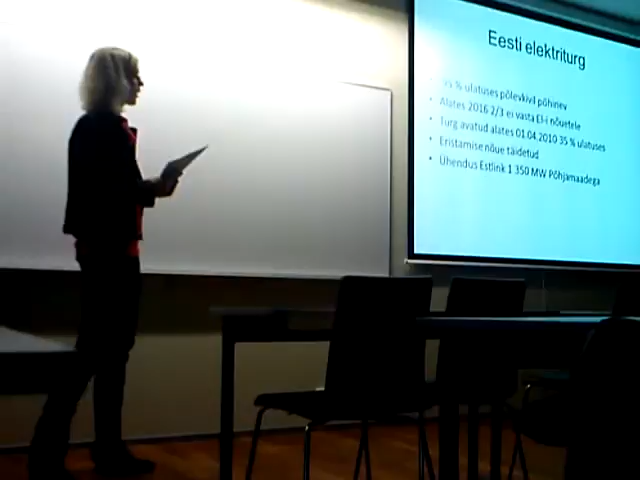 Eesti elektriturg
% ulatuses põlevkivil põhinev
Alates 2016 2/3 ei vasta EL-i nõuetele
Turg avatud alates 01.04.2010 35 % ulatuses
Eristamise nõue täidetud
Ühendus Estlink 1 350 MW Põhjamaadega